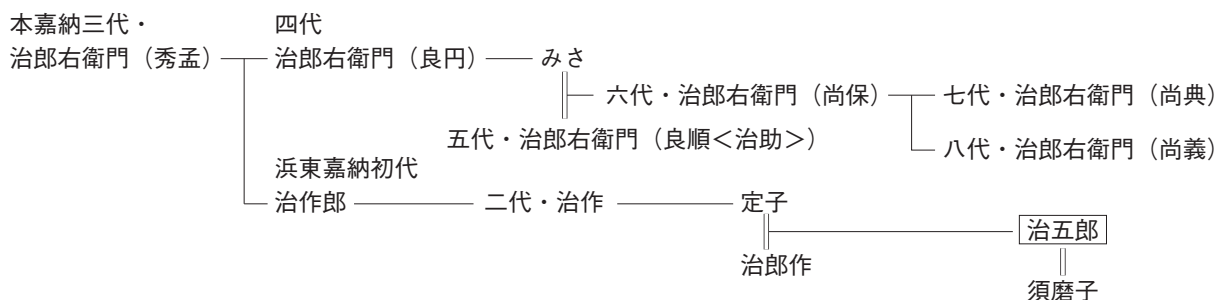 本嘉納三代・
治郎右衛門（秀孟）
四代
治郎右衛門（良円）
みさ
六代・治郎右衛門（尚保）
七代・治郎右衛門（尚典）
五代・治郎右衛門（良順＜治助＞）
八代・治郎右衛門（尚義）
浜東嘉納初代
治作郎
二代・治作
定子
治五郎
治郎作
須磨子